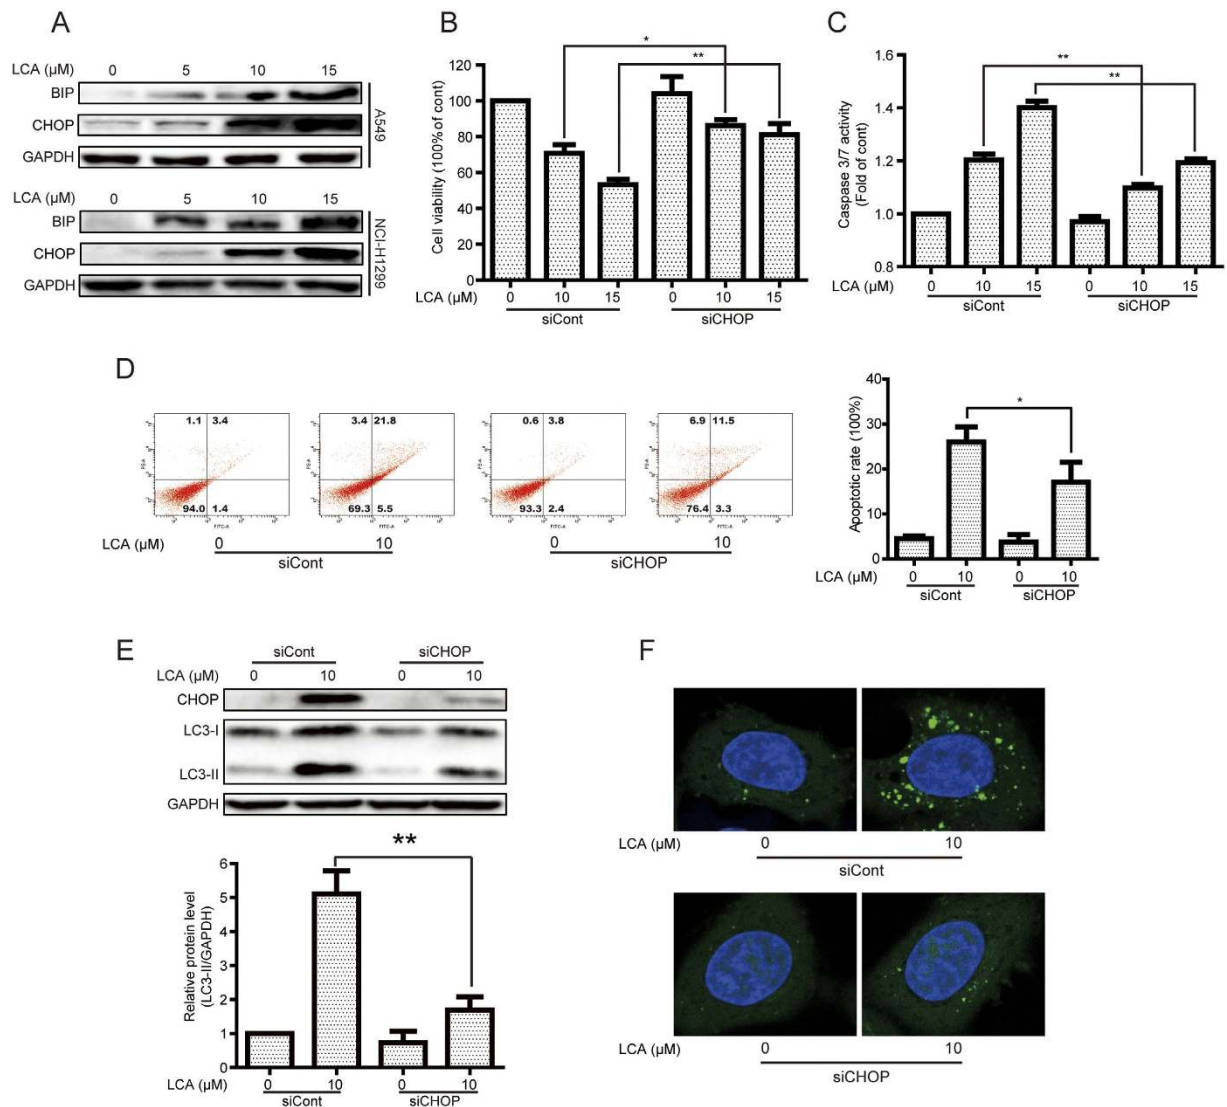 A
LCA (μM) 0 5 10 15
BIP
CHOP
GAPDH
A549
LCA (μM) 0 5 10 15
BIP
CHOP
GAPDH
NCI-H1299
B
* 
**
Cell viability (100% of cont)
120
100
80
60
40
20
0
LCA (μM) 0 10 15 0 10 15
siCont siCHOP
C
**
**
Caspase 3/7 activity
(Fold of cont)
1.6
1.4
1.2
1.0
0.8
LCA (μM) 0 10 15 0 10 15
siCont siCHOP
D
1.1 3.4
94.0 1.4
FITC-A
3.4 21.8
69.3 5.5
FITC-A
0.6 3.8
93.3 2.4
FITC-A
6.9 11.5
76.4 3.3
FITC-A
LCA (μM) 0 10 0 10
siCont siCHOP
*
Apoptotic rate (100%)
40
30
20
10
0
LCA (μM) 0 10 0 10
siCont siCHOP
E
siCont siCHOP
LCA (μM) 0 10 0 10
CHOP
LC3-I
LC3-II
GAPDH
**
Relative protein level
(LC3-II/GAPDH)
6
5
4
3
2
1
0
LCA (μM) 0 10 0 10
siCont siCHOP
F
LCA (μM) 0 10
siCont
LCA (μM) 0 10
siCHOP